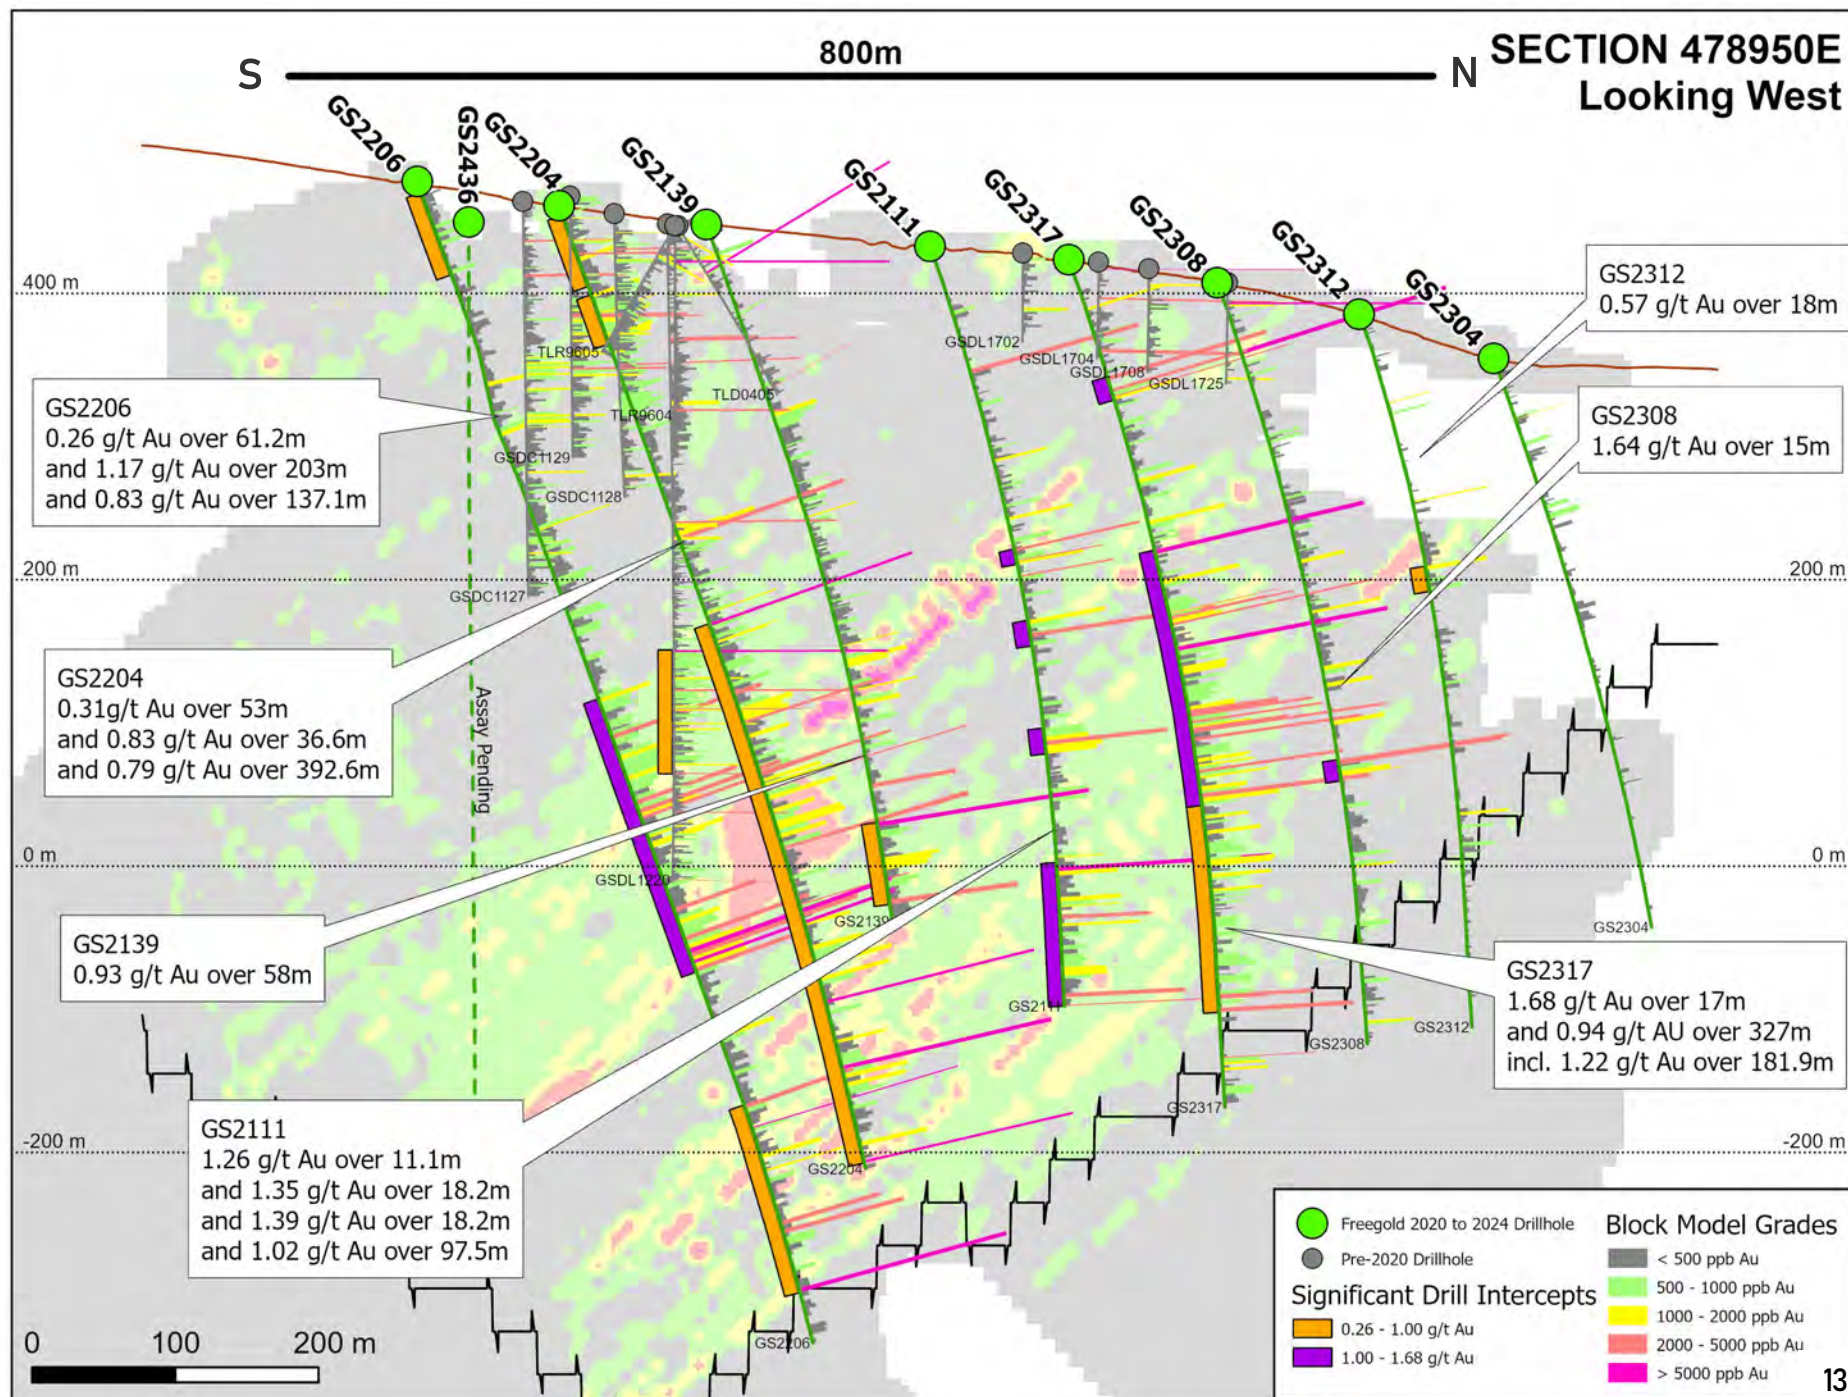 SECTION 478950E
Looking West
S
800m
N
GS2206
GS2436
GS2204
GS2139
GS2111
GS2317
GS2308
GS2312
GS2304
400 m
GS2312
0.57 g/t Au over 18m
GS2308
1.64 g/t Au over 15m
GSDL1702
GSDL1704
GSDL1708
GSDL1725
TLR9605
TLD0405
TLR9604
GSDC1129
GSDC1128
GSDC1127
GS2206
0.26 g/t Au over 61.2m
and 1.17 g/t Au over 203m
and 0.83 g/t Au over 137.1m
200 m
200 m
GS2204
0.31g/t Au over 53m
and 0.83 g/t Au over 36.6m
and 0.79 g/t Au over 392.6m
Assay Pending
0 m
0 m
GSDL1220
GS2139
GS2139
0.93 g/t Au over 58m
GS2304
GS2111
GS2312
GS2308
GS2317
1.68 g/t Au over 17m
and 0.94 g/t AU over 327m
incl. 1.22 g/t Au over 181.9m
GS2317
GS2111
1.26 g/t Au over 11.1m
and 1.35 g/t Au over 18.2m
and 1.39 g/t Au over 18.2m
and 1.02 g/t Au over 97.5m
-200 m
-200 m
GS2204
GS2206
0 100 200 m
Freegold 2020 to 2024 Drillhole
Pre-2020 Drillhole
Significant Drill Intercepts
0.26 - 1.00 g/t Au
1.00 - 1.68 g/t Au
Block Model Grades
< 500 ppb Au
500 - 1000 ppb Au
1000 - 2000 ppb Au
2000 - 5000 ppb Au
> 5000 ppb Au
13